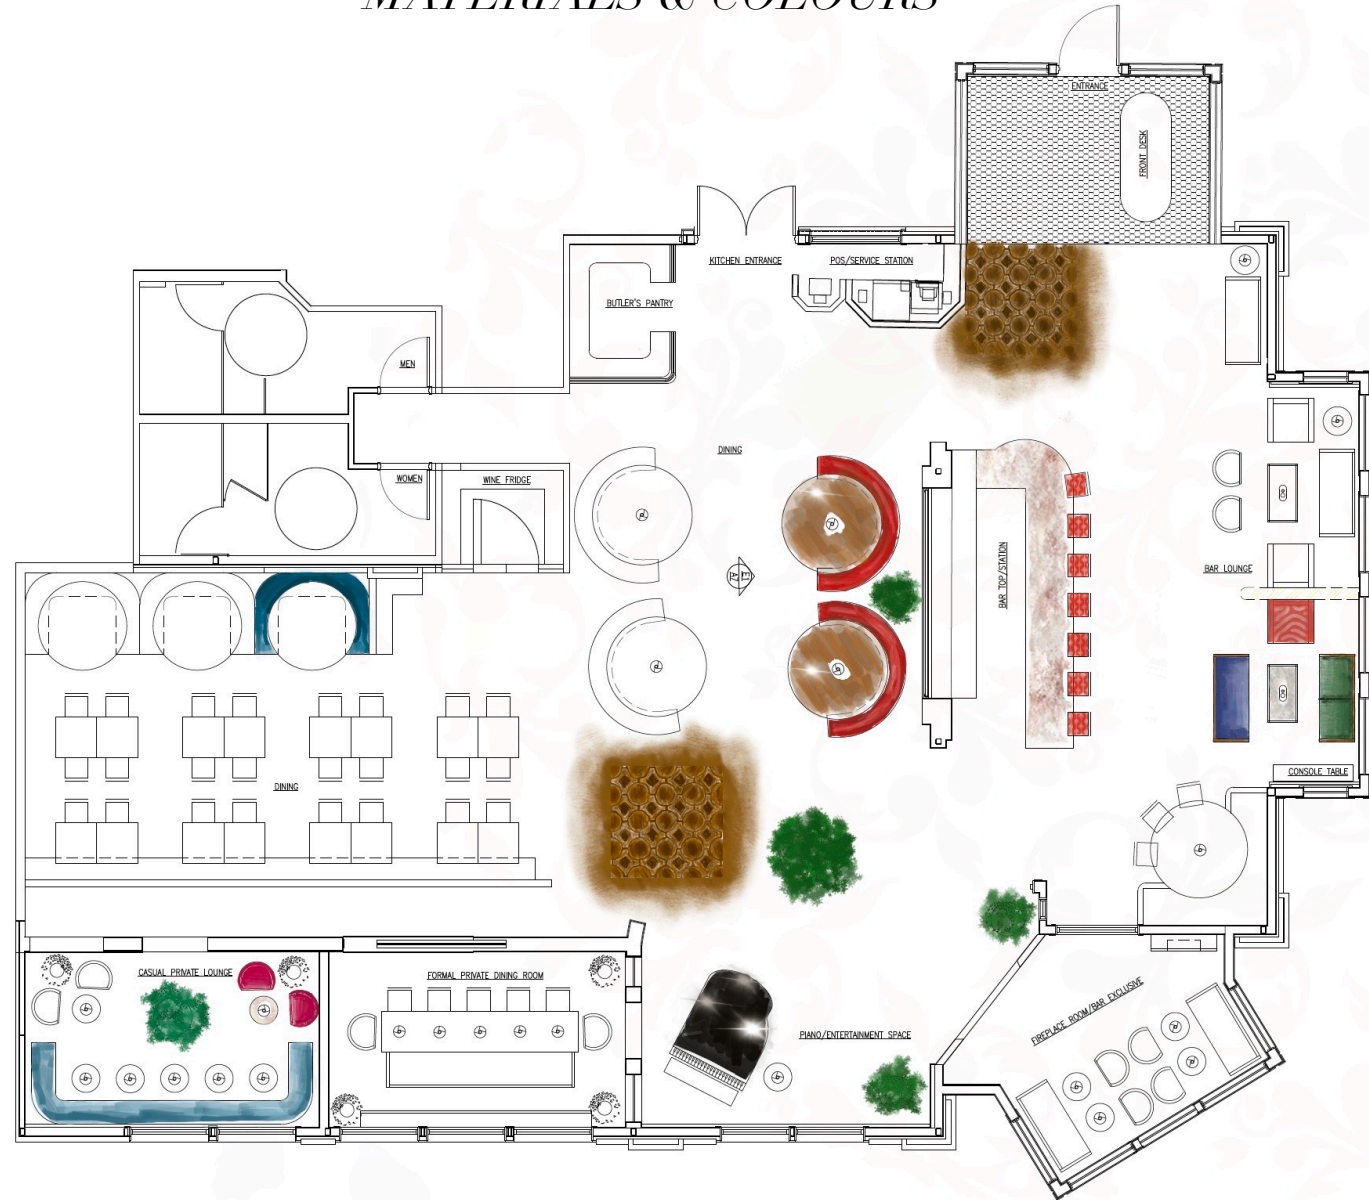 MATERIALS & COLOURS
ENTRANCE
FRONT DESK
KITCHEN ENTRANCE
POS/SERVICE STATION
BUTLER'S PANTRY
MEN
DINING
WOMEN
WINE FRIDGE
BAR TOP/STATION
BAR LOUNGE
CONSOLE TABLE
DINING
CASUAL PRIVATE LOUNGE
FORMAL PRIVATE DINING ROOM
FIREPLACE ROOM/BAR EXCLUSIVE
PIANO/ENTERTAINMENT SPACE